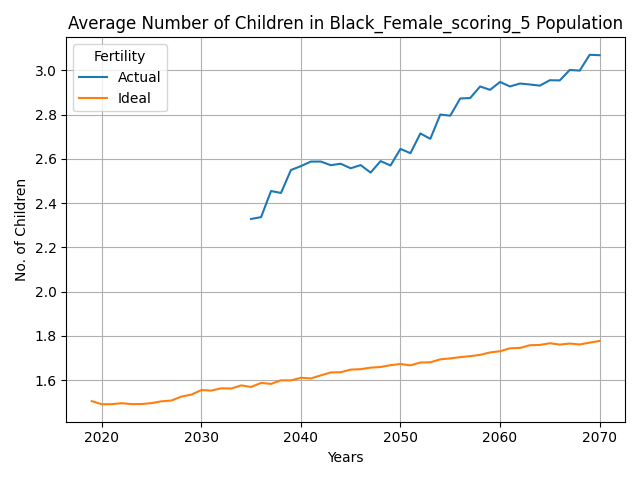 Average Number of Children in Black_Female_scoring_5 Population
Fertility
Actual
Ideal
No. of Children
3.0
2.8
2.6
2.4
2.2
2.0
1.8
1.6
2020 2030 2040 2050 2060 2070
Years